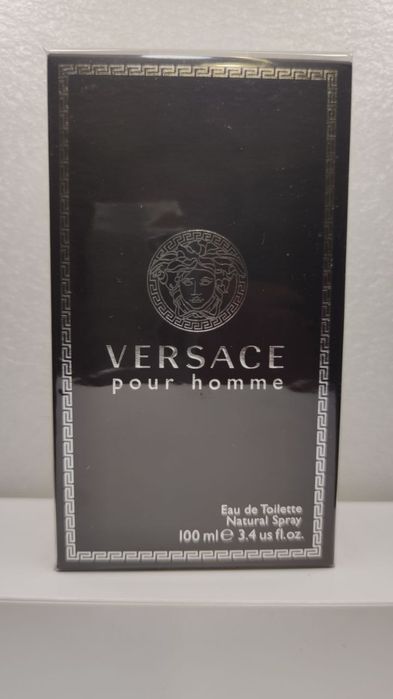 VERSACE
pour homme
Eau de Toilette
Natural Spray
100 ml ℮ 3.4 us fl.oz.